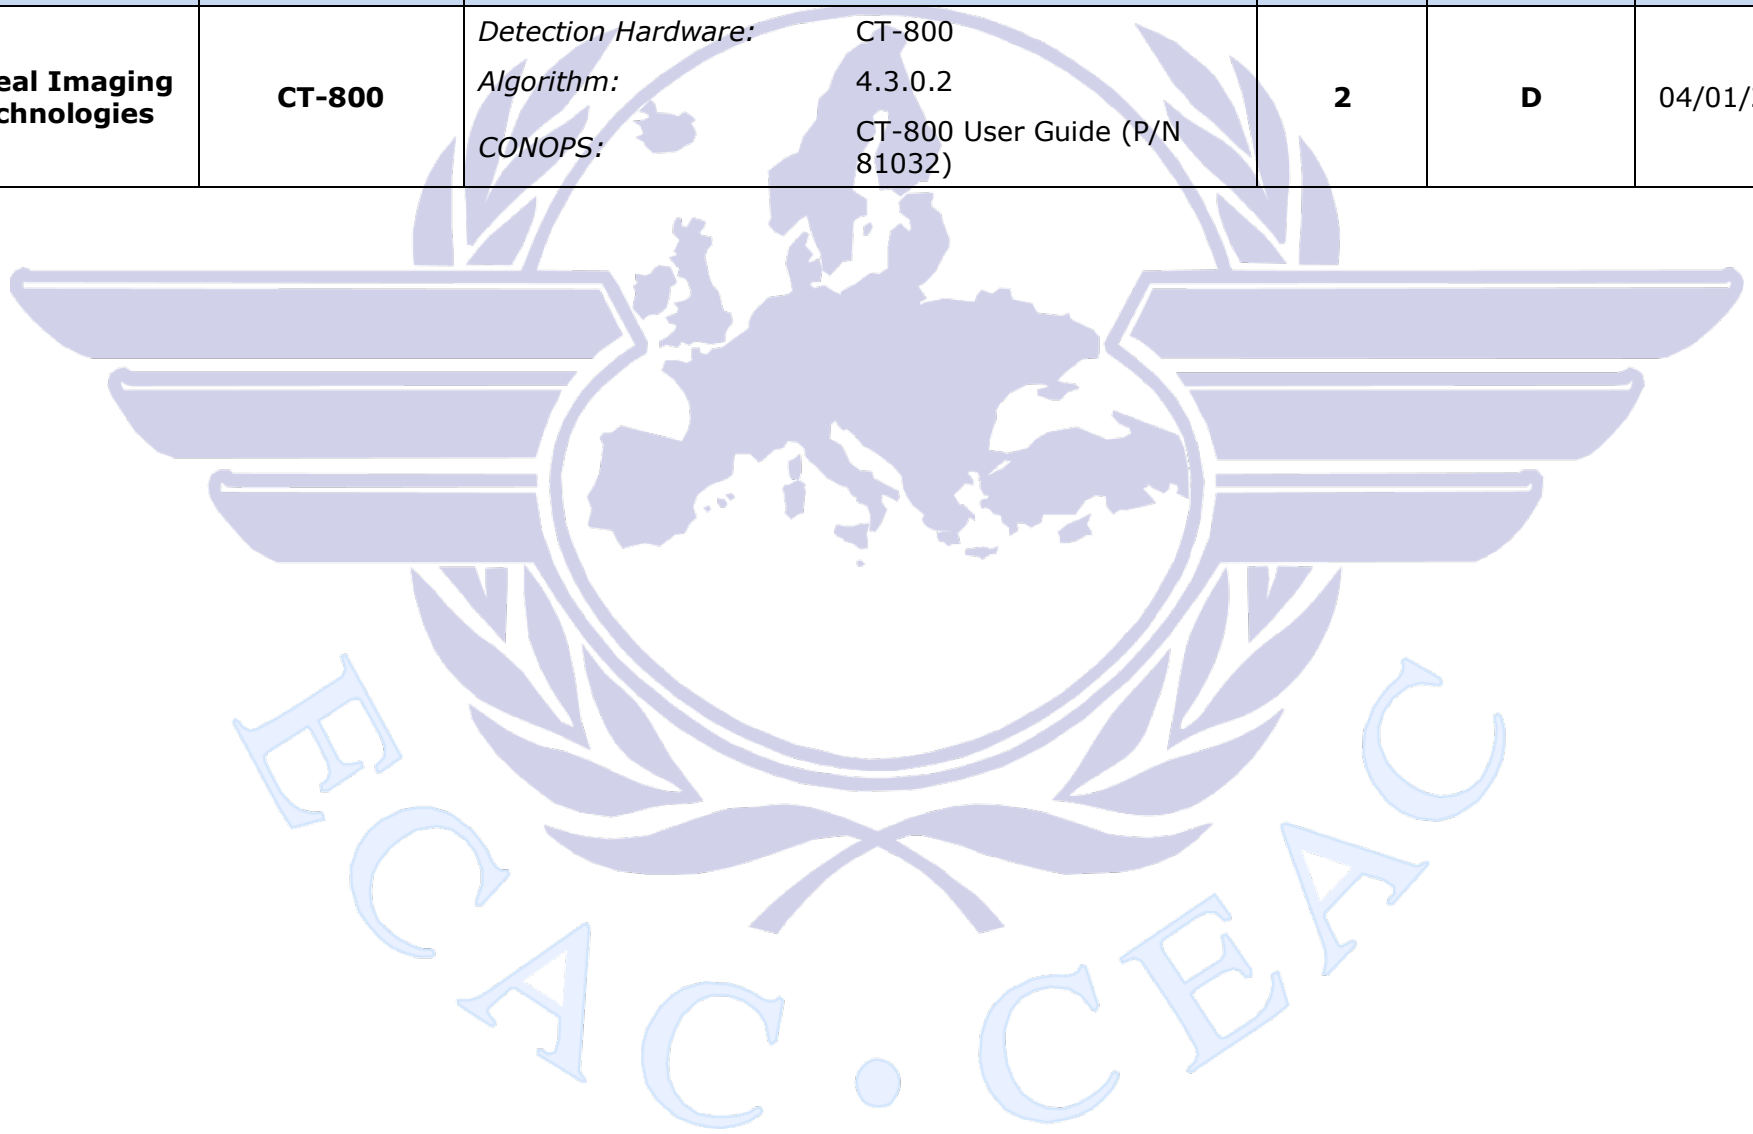 eal Imaging
chnologies
CT-800
Detection Hardware: CT-800
Algorithm: 4.3.0.2
CONOPS: CT-800 User Guide (P/N
81032)
2
D
04/01/
ECAC • CEAC